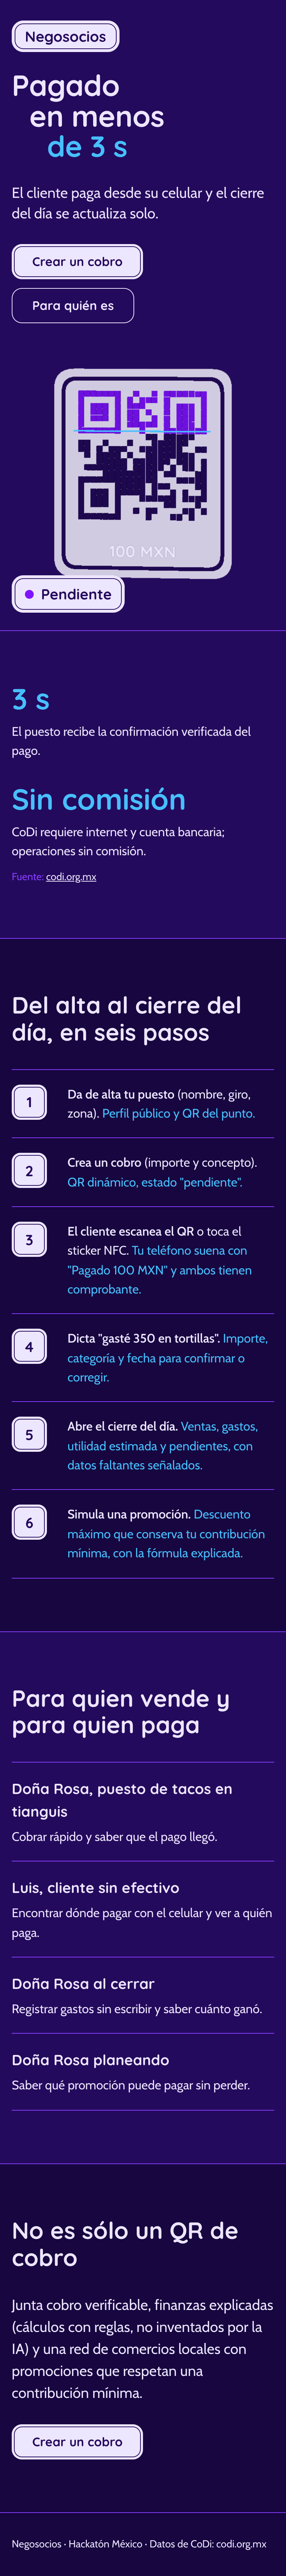 Negosocios
Pagado
en menos
de 3 s
El cliente paga desde su celular y el cierre
del día se actualiza solo.
Crear un cobro
Para quién es
100 MXN
Pendiente
3 s
El puesto recibe la confirmación verificada del
pago.
Sin comisión
CoDi requiere internet y cuenta bancaria;
operaciones sin comisión.
Fuente: codi.org.mx
Del alta al cierre del
día, en seis pasos
1
Da de alta tu puesto (nombre, giro,
zona). Perfil público y QR del punto.
2
Crea un cobro (importe y concepto).
QR dinámico, estado "pendiente".
3
El cliente escanea el QR o toca el
sticker NFC. Tu teléfono suena con
"Pagado 100 MXN" y ambos tienen
comprobante.
4
Dicta "gasté 350 en tortillas". Importe,
categoría y fecha para confirmar o
corregir.
5
Abre el cierre del día. Ventas, gastos,
utilidad estimada y pendientes, con
datos faltantes señalados.
6
Simula una promoción. Descuento
máximo que conserva tu contribución
mínima, con la fórmula explicada.
Para quien vende y
para quien paga
Doña Rosa, puesto de tacos en
tianguis
Cobrar rápido y saber que el pago llegó.
Luis, cliente sin efectivo
Encontrar dónde pagar con el celular y ver a quién
paga.
Doña Rosa al cerrar
Registrar gastos sin escribir y saber cuánto ganó.
Doña Rosa planeando
Saber qué promoción puede pagar sin perder.
No es sólo un QR de
cobro
Junta cobro verificable, finanzas explicadas
(cálculos con reglas, no inventados por la
IA) y una red de comercios locales con
promociones que respetan una
contribución mínima.
Crear un cobro
Negosocios · Hackatón México · Datos de CoDi: codi.org.mx